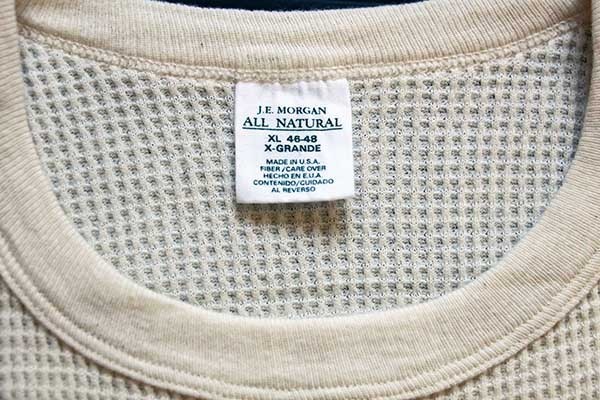 J.E. MORGAN
ALL NATURAL
XL 46-48
X-GRANDE
MADE IN U.S.A.
FIBER/CARE OVER
HECHO EN E.U.A.
CONTENIDO/CUIDADO
AL REVERSO